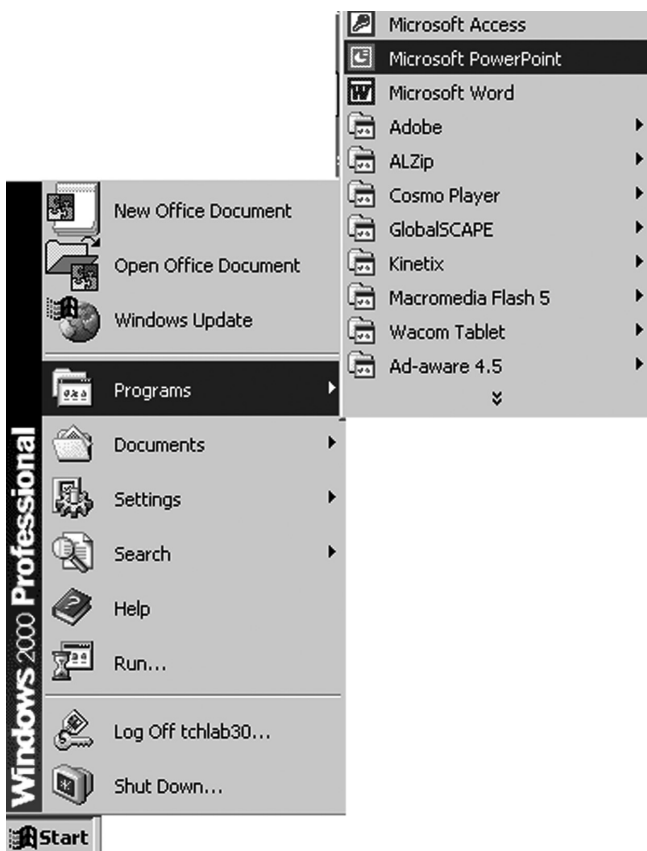 Microsoft Access
Microsoft PowerPoint
Microsoft Word
Adobe
ALZip
Cosmo Player
GlobalSCAPE
Kinetix
Macromedia Flash 5
Wacom Tablet
Ad-aware 4.5
New Office Document
Open Office Document
Windows Update
Programs
Documents
Settings
Search
Help
Run...
Log Off tchlab30...
Shut Down...
Windows 2000 Professional
Start